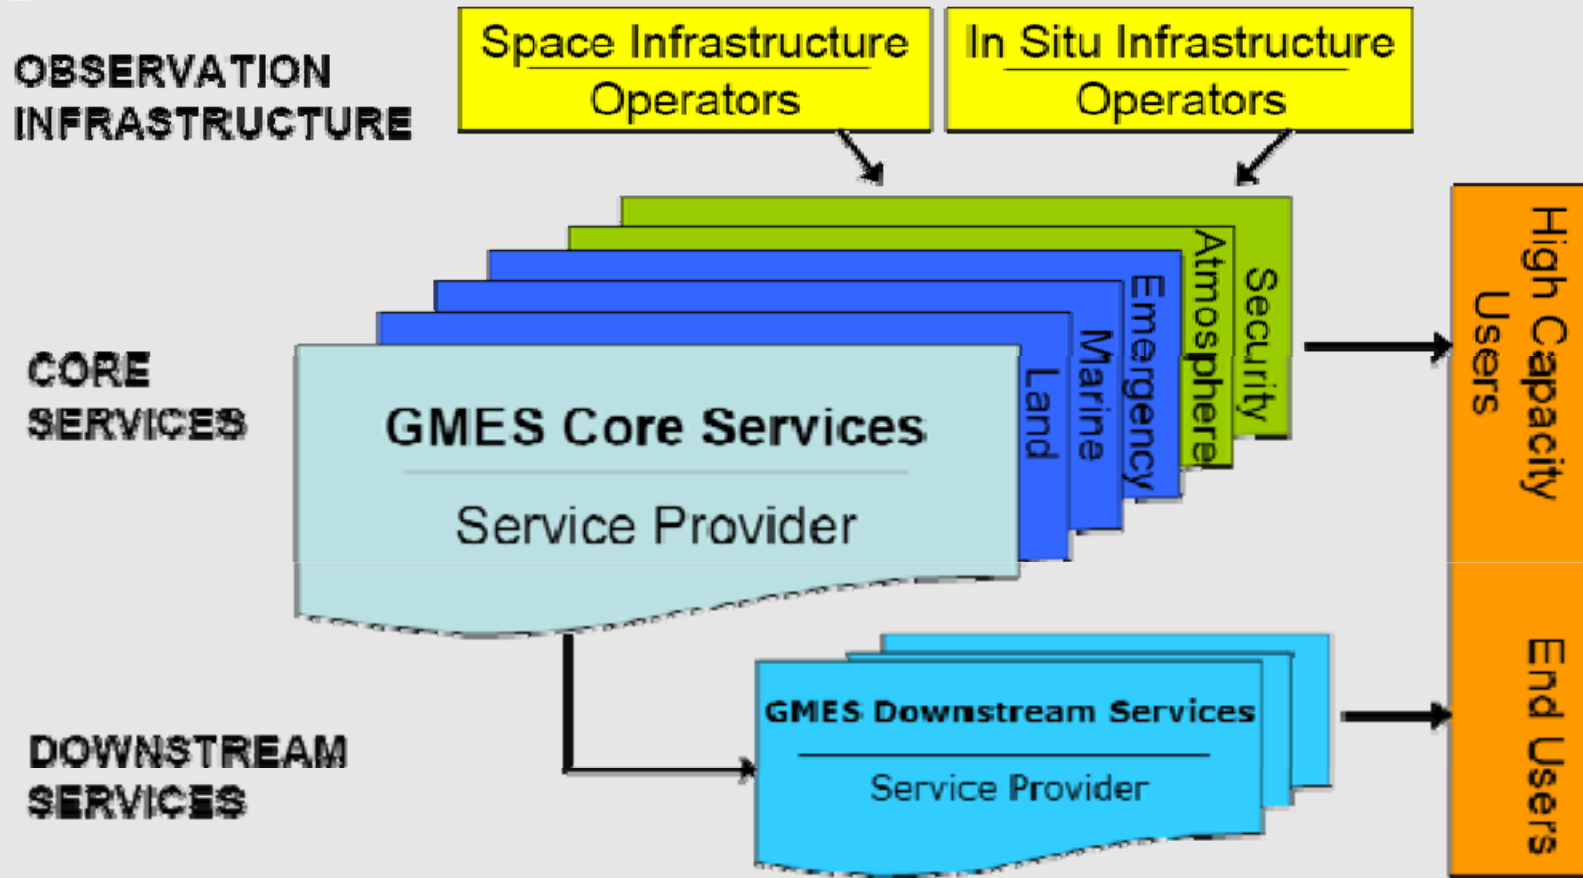 OBSERVATION
INFRASTRUCTURE
Space Infrastructure
Operators
In Situ Infrastructure
Operators
CORE
SERVICES
GMES Core Services
Service Provider
Land
Marine
Emergency
Atmosphere
Security
High Capacity
Users
DOWNSTREAM
SERVICES
GMES Downstream Services
Service Provider
End Users